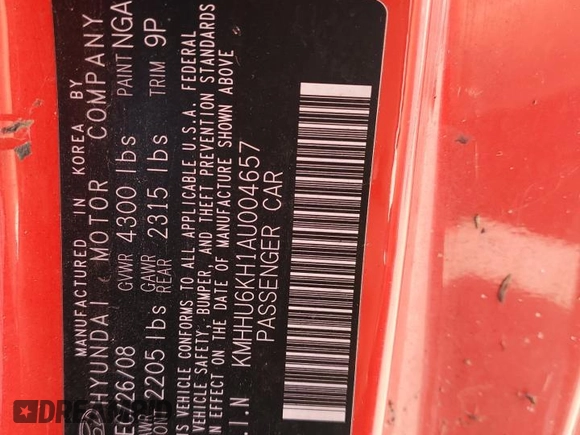 MANUFACTURED IN KOREA BY
HYUNDAI MOTOR COMPANY
EC/26/08 GVWR 4300 lbs PAINT NGA
2205 lbs GAWR REAR 2315 lbs TRIM 9P
IS VEHICLE CONFORMS TO ALL APPLICABLE U.S.A. FEDERAL
VEHICLE SAFETY, BUMPER, AND THEFT PREVENTION STANDARDS
N EFFECT ON THE DATE OF MANUFACTURE SHOWN ABOVE
.I.N KMHHU6KH1AU004657
PASSENGER CAR